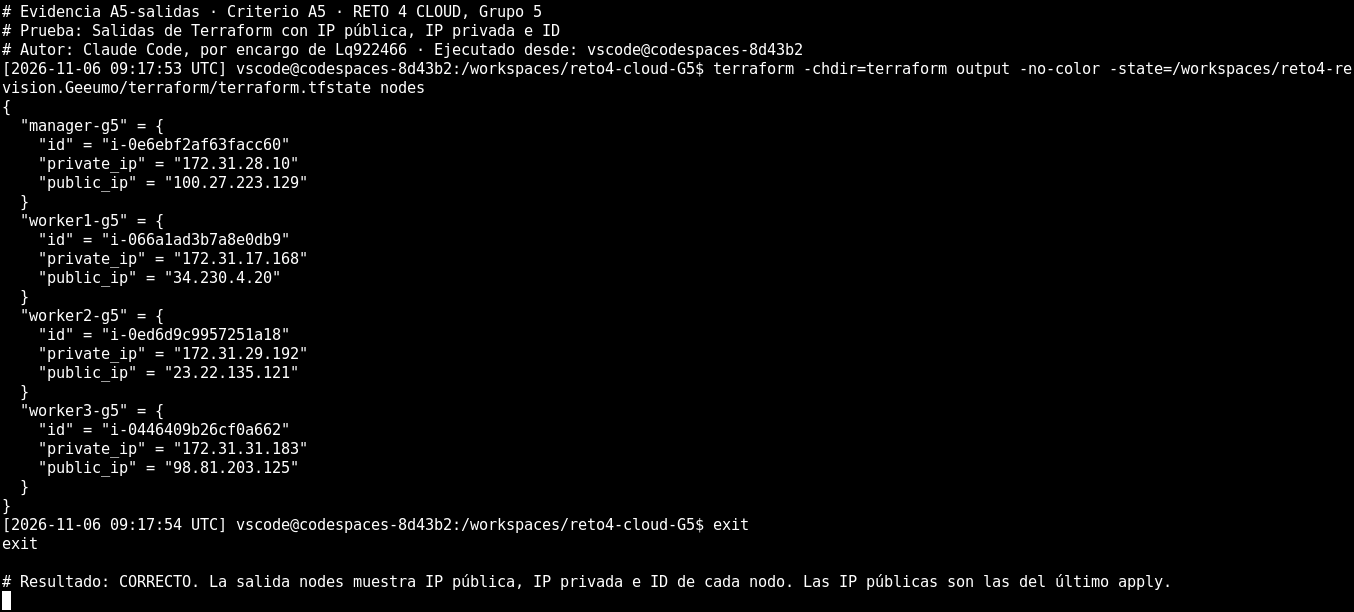 # Evidencia A5-salidas · Criterio A5 · RETO 4 CLOUD, Grupo 5
# Prueba: Salidas de Terraform con IP pública, IP privada e ID
# Autor: Claude Code, por encargo de Lq922466 · Ejecutado desde: vscode@codespaces-8d43b2
[2026-11-06 09:17:53 UTC] vscode@codespaces-8d43b2:/workspaces/reto4-cloud-G5$ terraform -chdir=terraform output -no-color -state=/workspaces/reto4-re
vision.Geeumo/terraform/terraform.tfstate nodes
{
  "manager-g5" = {
    "id" = "i-0e6ebf2af63facc60"
    "private_ip" = "172.31.28.10"
    "public_ip" = "100.27.223.129"
  }
  "worker1-g5" = {
    "id" = "i-066a1ad3b7a8e0db9"
    "private_ip" = "172.31.17.168"
    "public_ip" = "34.230.4.20"
  }
  "worker2-g5" = {
    "id" = "i-0ed6d9c9957251a18"
    "private_ip" = "172.31.29.192"
    "public_ip" = "23.22.135.121"
  }
  "worker3-g5" = {
    "id" = "i-0446409b26cf0a662"
    "private_ip" = "172.31.31.183"
    "public_ip" = "98.81.203.125"
  }
}
[2026-11-06 09:17:54 UTC] vscode@codespaces-8d43b2:/workspaces/reto4-cloud-G5$ exit
exit

# Resultado: CORRECTO. La salida nodes muestra IP pública, IP privada e ID de cada nodo. Las IP públicas son las del último apply.